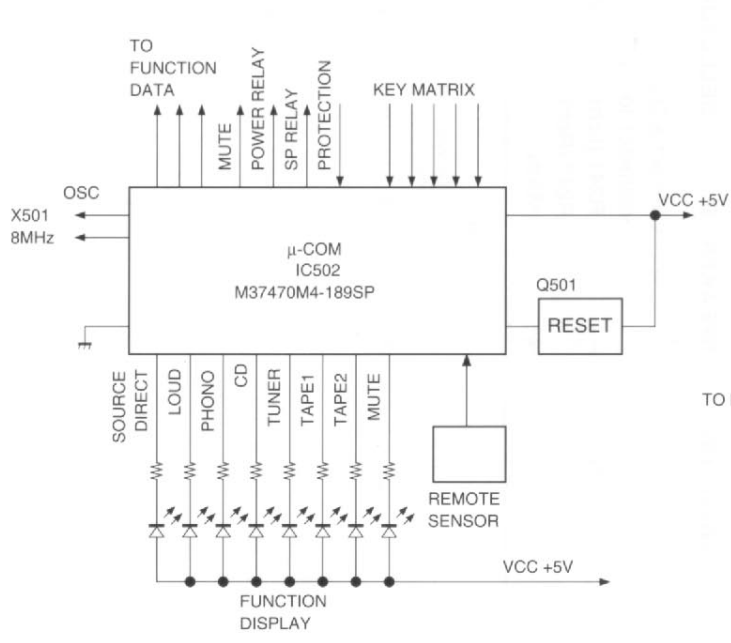 TO
FUNCTION
DATA
MUTE
POWER RELAY
SP RELAY
PROTECTION
KEY MATRIX
OSC
X501
8MHz
VCC +5V
μ-COM
IC502
M37470M4-189SP
Q501
RESET
SOURCE
DIRECT
LOUD
PHONO
CD
TUNER
TAPE1
TAPE2
MUTE
TO
REMOTE
SENSOR
VCC +5V
FUNCTION
DISPLAY